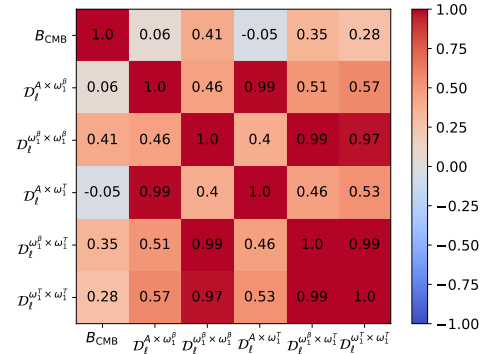 B_CMB 1.0 0.06 0.41 -0.05 0.35 0.28
𝒟_ℓ^{A × ω_1^β} 0.06 1.0 0.46 0.99 0.51 0.57
𝒟_ℓ^{ω_1^β × ω_1^β} 0.41 0.46 1.0 0.4 0.99 0.97
𝒟_ℓ^{A × ω_1^T} -0.05 0.99 0.4 1.0 0.46 0.53
𝒟_ℓ^{ω_1^β × ω_1^T} 0.35 0.51 0.99 0.46 1.0 0.99
𝒟_ℓ^{ω_1^T × ω_1^T} 0.28 0.57 0.97 0.53 0.99 1.0
B_CMB 𝒟_ℓ^{A × ω_1^β} 𝒟_ℓ^{ω_1^β × ω_1^β} 𝒟_ℓ^{A × ω_1^T} 𝒟_ℓ^{ω_1^β × ω_1^T} 𝒟_ℓ^{ω_1^T × ω_1^T}
1.00
0.75
0.50
0.25
0.00
−0.25
−0.50
−0.75
−1.00